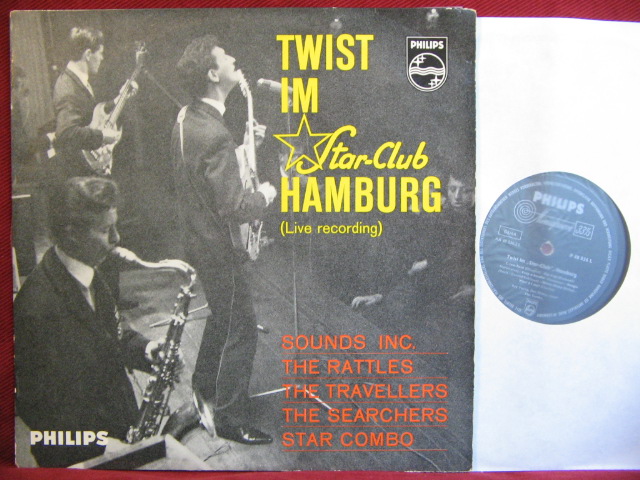 TWIST
IM
Star-Club
HAMBURG
(Live recording)
PHILIPS
SOUNDS INC.
THE RATTLES
THE TRAVELLERS
THE SEARCHERS
STAR COMBO
PHILIPS
PHILIPS